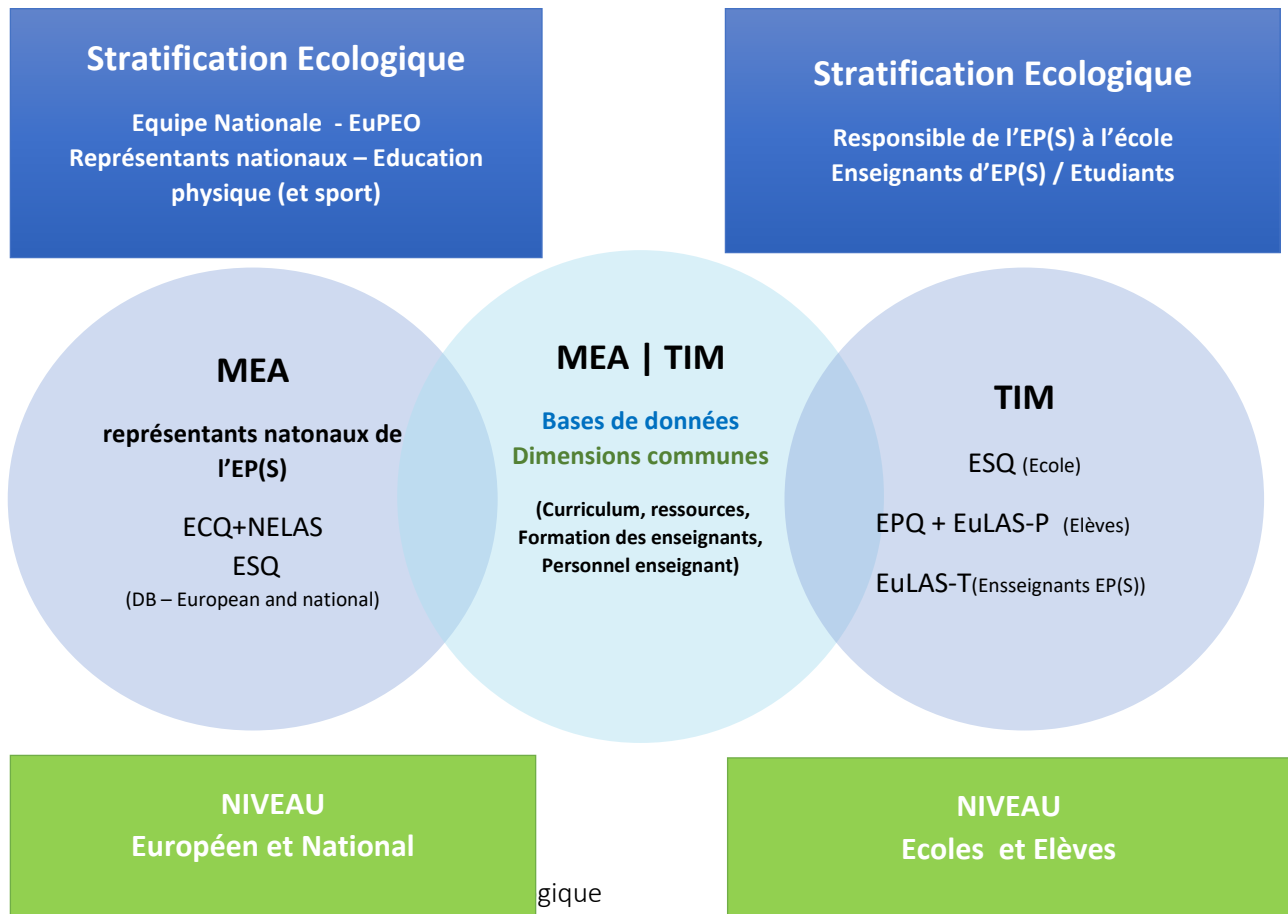 Stratification Ecologique
Equipe Nationale - EuPEO
Représentants nationaux – Education
physique (et sport)
Stratification Ecologique
Responsible de l'EP(S) à l'école
Enseignants d'EP(S) / Etudiants
MEA
représentants natonaux de
l'EP(S)
ECQ+NELAS
ESQ
(DB – European and national)
MEA | TIM
Bases de données
Dimensions communes
(Curriculum, ressources,
Formation des enseignants,
Personnel enseignant)
TIM
ESQ (Ecole)
EPQ + EuLAS-P (Elèves)
EuLAS-T(Ensseignants EP(S))
NIVEAU
Européen et National
NIVEAU
Ecoles et Elèves
gique